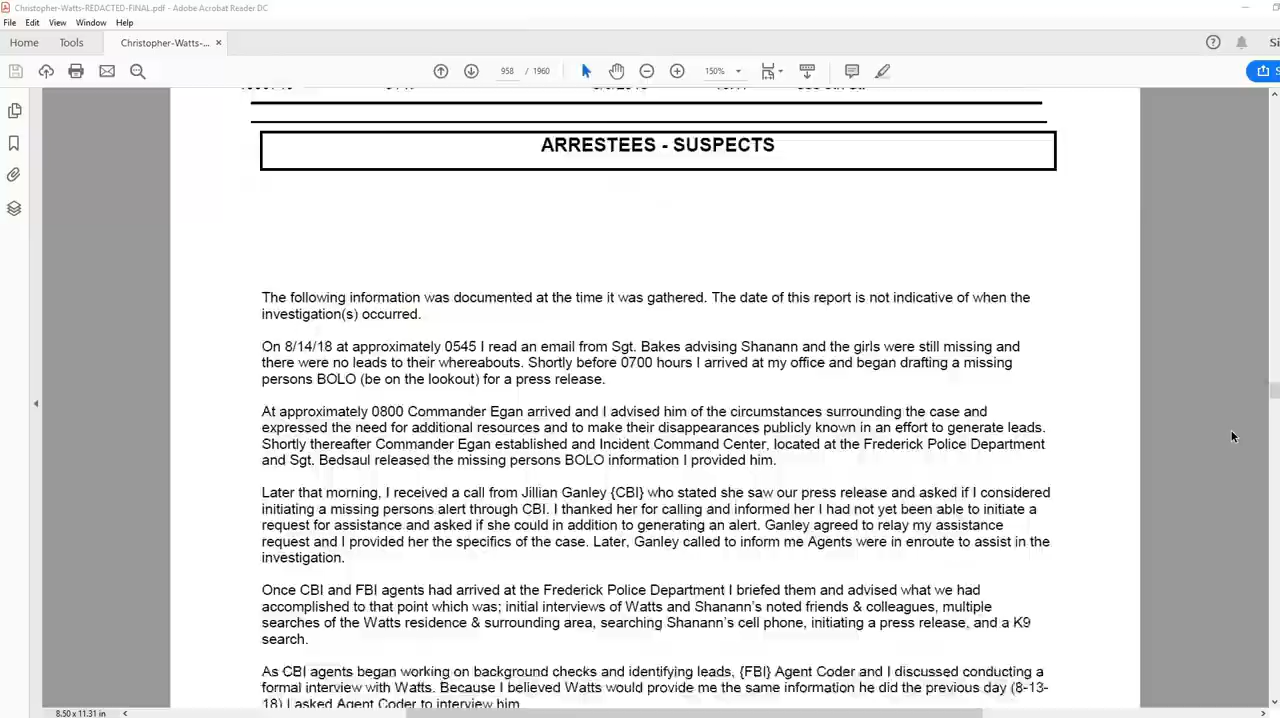 Christopher-Watts-REDACTED-FINAL.pdf - Adobe Acrobat Reader DC
File Edit View Window Help
Home Tools Christopher-Watts-... ×
958 / 1960 150%
ARRESTEES - SUSPECTS
The following information was documented at the time it was gathered. The date of this report is not indicative of when the
investigation(s) occurred.
On 8/14/18 at approximately 0545 I read an email from Sgt. Bakes advising Shanann and the girls were still missing and
there were no leads to their whereabouts. Shortly before 0700 hours I arrived at my office and began drafting a missing
persons BOLO (be on the lookout) for a press release.
At approximately 0800 Commander Egan arrived and I advised him of the circumstances surrounding the case and
expressed the need for additional resources and to make their disappearances publicly known in an effort to generate leads.
Shortly thereafter Commander Egan established and Incident Command Center, located at the Frederick Police Department
and Sgt. Bedsaul released the missing persons BOLO information I provided him.
Later that morning, I received a call from Jillian Ganley {CBI} who stated she saw our press release and asked if I considered
initiating a missing persons alert through CBI. I thanked her for calling and informed her I had not yet been able to initiate a
request for assistance and asked if she could in addition to generating an alert. Ganley agreed to relay my assistance
request and I provided her the specifics of the case. Later, Ganley called to inform me Agents were in enroute to assist in the
investigation.
Once CBI and FBI agents had arrived at the Frederick Police Department I briefed them and advised what we had
accomplished to that point which was; initial interviews of Watts and Shanann's noted friends & colleagues, multiple
searches of the Watts residence & surrounding area, searching Shanann's cell phone, initiating a press release, and a K9
search.
As CBI agents began working on background checks and identifying leads, {FBI} Agent Coder and I discussed conducting a
formal interview with Watts. Because I believed Watts would provide me the same information he did the previous day (8-13-
18) I asked Agent Coder to interview him
8.50 x 11.31 in